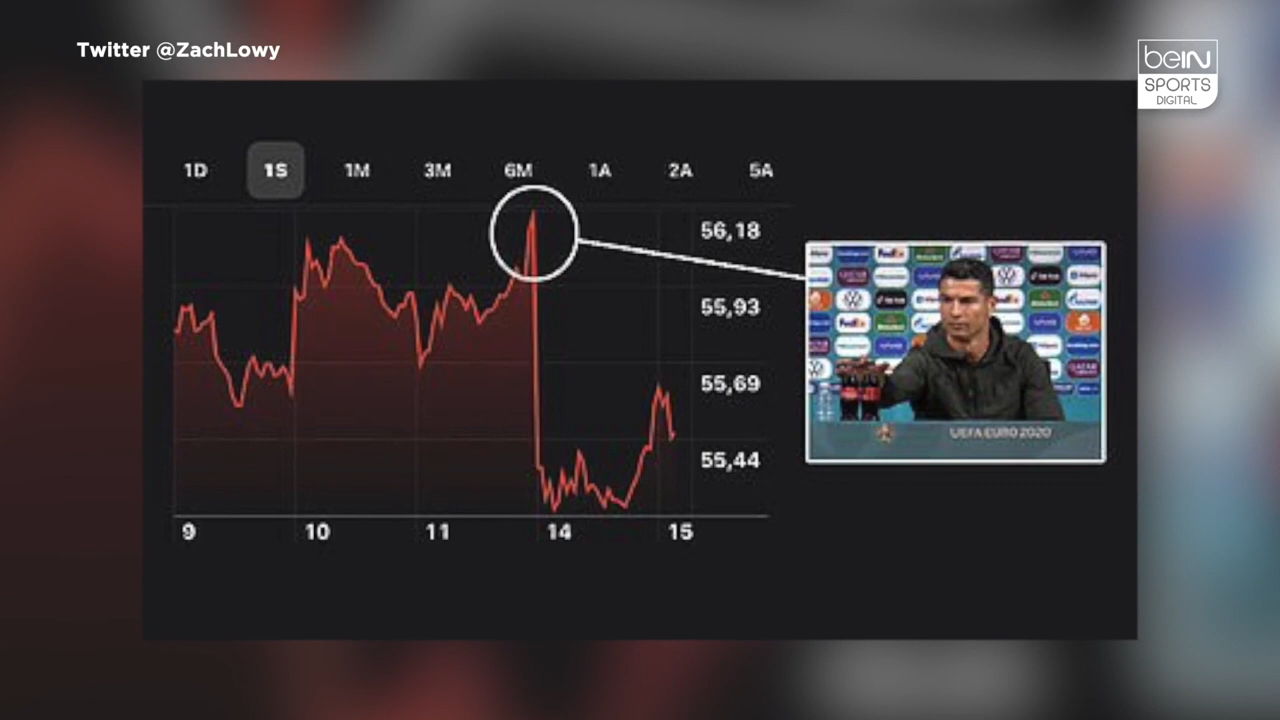 Twitter @ZachLowy
beIN
SPORTS
DIGITAL
1D 1S 1M 3M 6M 1A 2A 5A
56,18
55,93
55,69
55,44
9 10 11 14 15
FedEx
UEFA EURO 2020